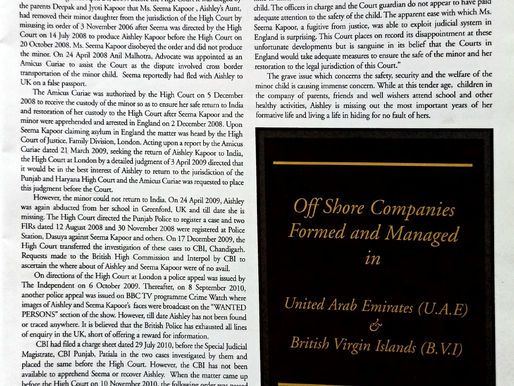 the parents Deepak and Jyoti Kapoor that Ms. Seema Kapoor , Aishley's Aunt,
had removed their minor daughter from the jurisdiction of the High Court by
misusing its order of 3 November 2006 after Seema was directed by the High
Court on 14 July 2008 to produce Aishley Kapoor before the High Court on
20 October 2008. Ms. Seema Kapoor disobeyed the order and did not produce
the minor. On 24 April 2008 Anil Malhotra, Advocate was appointed as an
Amicus Curiae to assist the Court as the dispute involved cross border
transportation of the minor child. Seema reportedly had fled with Aishley to
UK on a false passport.
The Amicus Curiae was authorized by the High Court on 5 December
2008 to receive the custody of the minor so as to ensure her safe return to India
and restoration of her custody to the High Court after Seema Kapoor and the
minor were apprehended and arrested in England on 2 December 2008. Upon
Seema Kapoor claiming asylum in England the matter was heard by the High
Court of Justice, Family Division, London. Acting upon a report by the Amicus
Curiae dated 21 March 2009, seeking the return of Aishley Kapoor to India,
the High Court at London by a detailed judgment of 3 April 2009 directed that
it would be in the best interest of Aishley to return to the jurisdiction of the
Punjab and Haryana High Court and the Amicus Curiae was requested to place
this judgment before the Court.
However, the minor could not return to India. On 24 April 2009, Aishley
was again abducted from her school in Greenford, UK and till date she is
missing. The High Court directed the Punjab Police to register a case and two
FIRs dated 12 August 2008 and 30 November 2008 were registered at Police
Station, Dasuya against Seema Kapoor and others. On 17 December 2009, the
High Court transferred the investigation of these cases to CBI, Chandigarh.
Requests made to the British High Commission and Interpol by CBI to
ascertain the where about of Aishley and Seema Kapoor were of no avail.
On directions of the High Court at London a police appeal was issued by
The Independent on 6 October 2009. Thereafter, on 8 September 2010,
another police appeal was issued on BBC TV programme Crime Watch where
images of Aishley and Seema Kapoor's faces were broadcast on the "WANTED
PERSONS" section of the show. However, till date Aishley has not been found
or traced anywhere. It is believed that the British Police has exhausted all lines
of enquiry in the UK, short of offering a reward for information.
CBI had filed a charge sheet dated 29 July 2010, before the Special Judicial
Magistrate, CBI Punjab, Patiala in the two cases investigated by them and
placed the same before the High Court. However, the CBI has not been
available to apprehend Seema or recover Aishley. When the matter came up
before the High Court on 10 November 2010, the following order was passed
child. The officers in charge and the Court guardian do not appear to have paid
adequate attention to the safety of the child. The apparent ease with which Ms.
Seema Kapoor, a fugitive from justice, was able to exploit judicial system in
England is surprising. This Court places on record its disappointment at these
unfortunate developments but is sanguine in its belief that the Courts in
England would take adequate measures to ensure the safe of the minor and her
restoration to the legal jurisdiction of this Court."
The grave issue which concerns the safety, security and the welfare of the
minor child is causing immense concern. While at this tender age, children in
the company of parents, friends and well wishers attend school and other
healthy activities, Aishley is missing out the most important years of her
formative life and living a life in hiding for no fault of hers.
Off Shore Companies
Formed and Managed
in
United Arab Emirates (U.A.E)
&
British Virgin Islands (B.V.I)